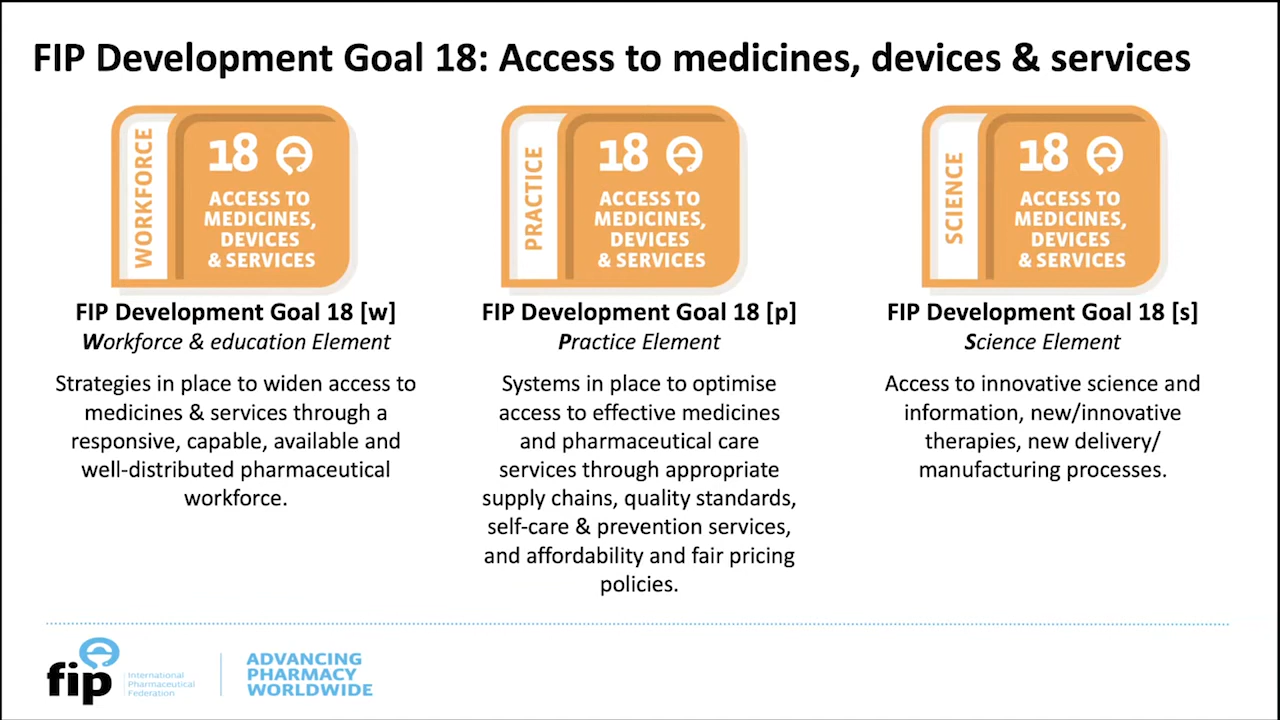 FIP Development Goal 18: Access to medicines, devices & services
WORKFORCE
18
ACCESS TO
MEDICINES,
DEVICES
& SERVICES
FIP Development Goal 18 [w]
Workforce & education Element
Strategies in place to widen access to
medicines & services through a
responsive, capable, available and
well-distributed pharmaceutical
workforce.
PRACTICE
18
ACCESS TO
MEDICINES,
DEVICES
& SERVICES
FIP Development Goal 18 [p]
Practice Element
Systems in place to optimise
access to effective medicines
and pharmaceutical care
services through appropriate
supply chains, quality standards,
self-care & prevention services,
and affordability and fair pricing
policies.
SCIENCE
18
ACCESS TO
MEDICINES,
DEVICES
& SERVICES
FIP Development Goal 18 [s]
Science Element
Access to innovative science and
information, new/innovative
therapies, new delivery/
manufacturing processes.
fip
International
Pharmaceutical
Federation
ADVANCING
PHARMACY
WORLDWIDE